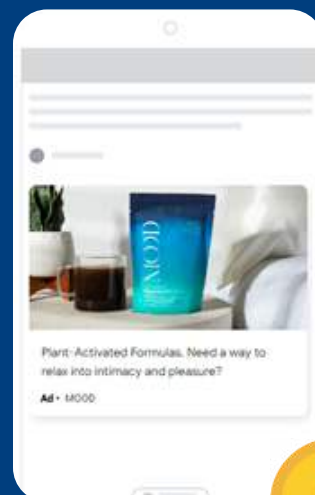 MOOD
Plant-Activated Formulas. Need a way to
relax into intimacy and pleasure?
Ad • MOOD